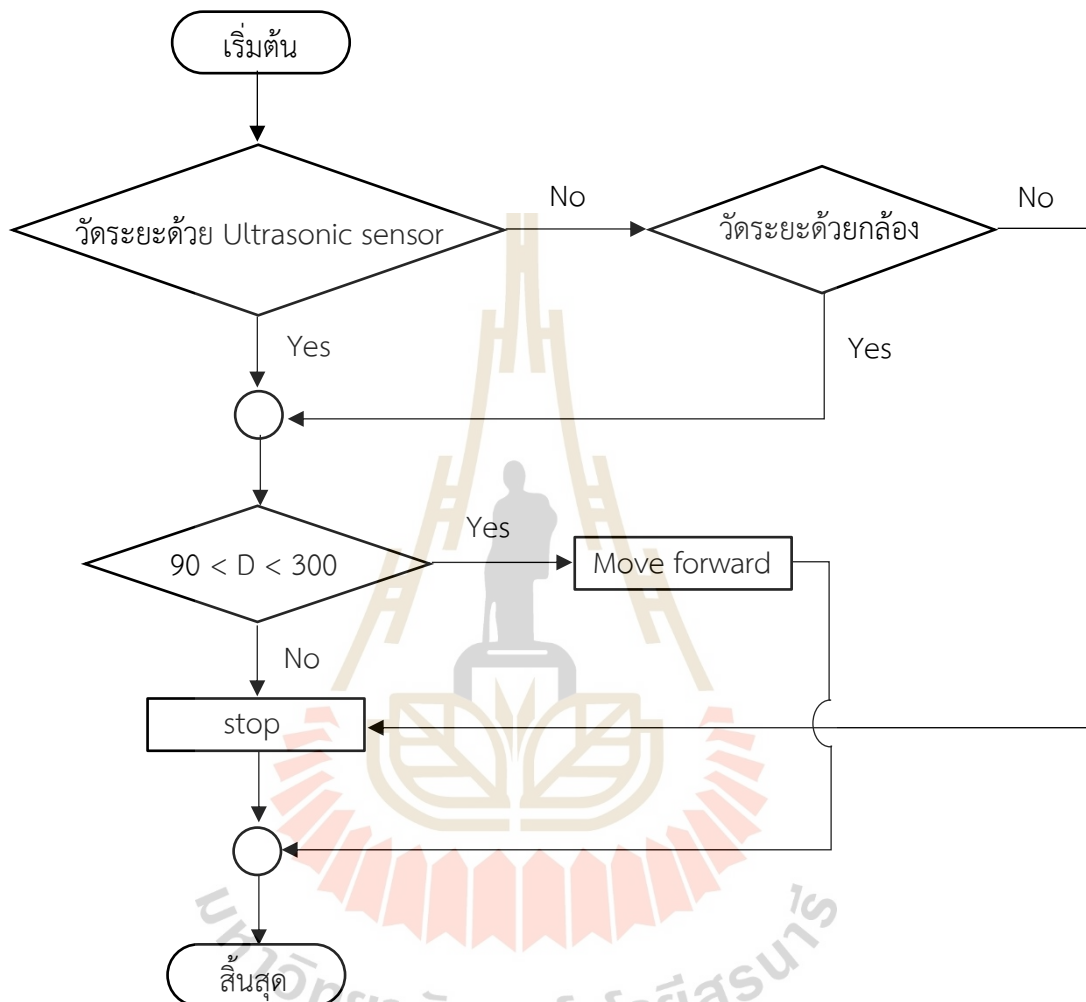 เริ่มต้น
วัดระยะด้วย Ultrasonic sensor
No
วัดระยะด้วยกล้อง
No
Yes
Yes
90 < D < 300
Yes
Move forward
No
stop
สิ้นสุด